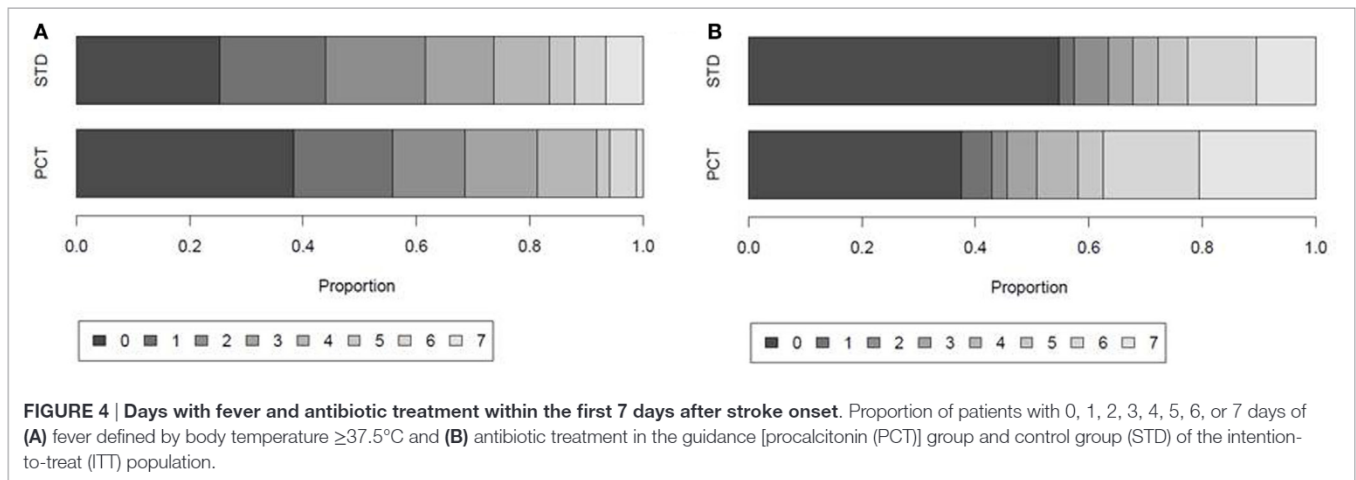 A
STD
PCT
0.0 0.2 0.4 0.6 0.8 1.0
Proportion
0 1 2 3 4 5 6 7
B
STD
PCT
0.0 0.2 0.4 0.6 0.8 1.0
Proportion
0 1 2 3 4 5 6 7
FIGURE 4 | Days with fever and antibiotic treatment within the first 7 days after stroke onset. Proportion of patients with 0, 1, 2, 3, 4, 5, 6, or 7 days of
(A) fever defined by body temperature ≥37.5°C and (B) antibiotic treatment in the guidance [procalcitonin (PCT)] group and control group (STD) of the intention-
to-treat (ITT) population.